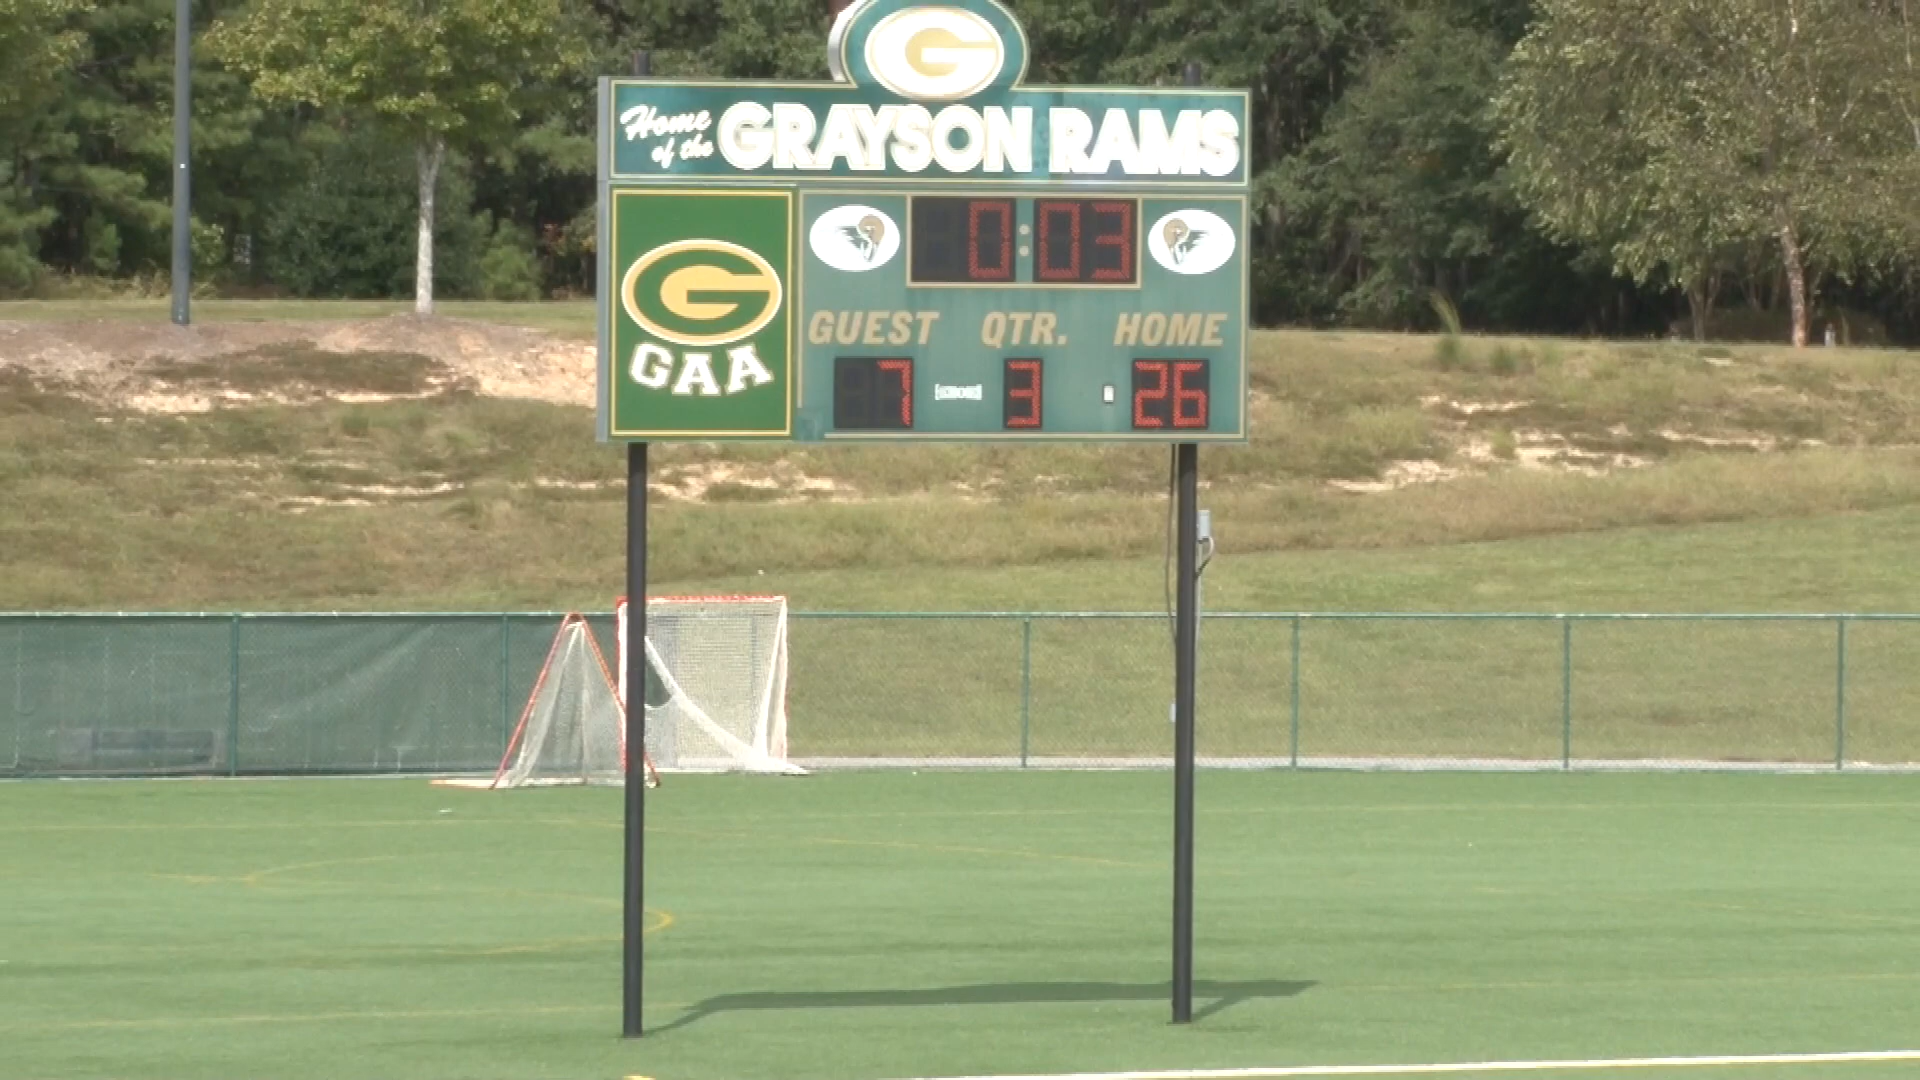 G
Home
of the
GRAYSON RAMS
0:03
G
GAA
GUEST QTR. HOME
7 3 26